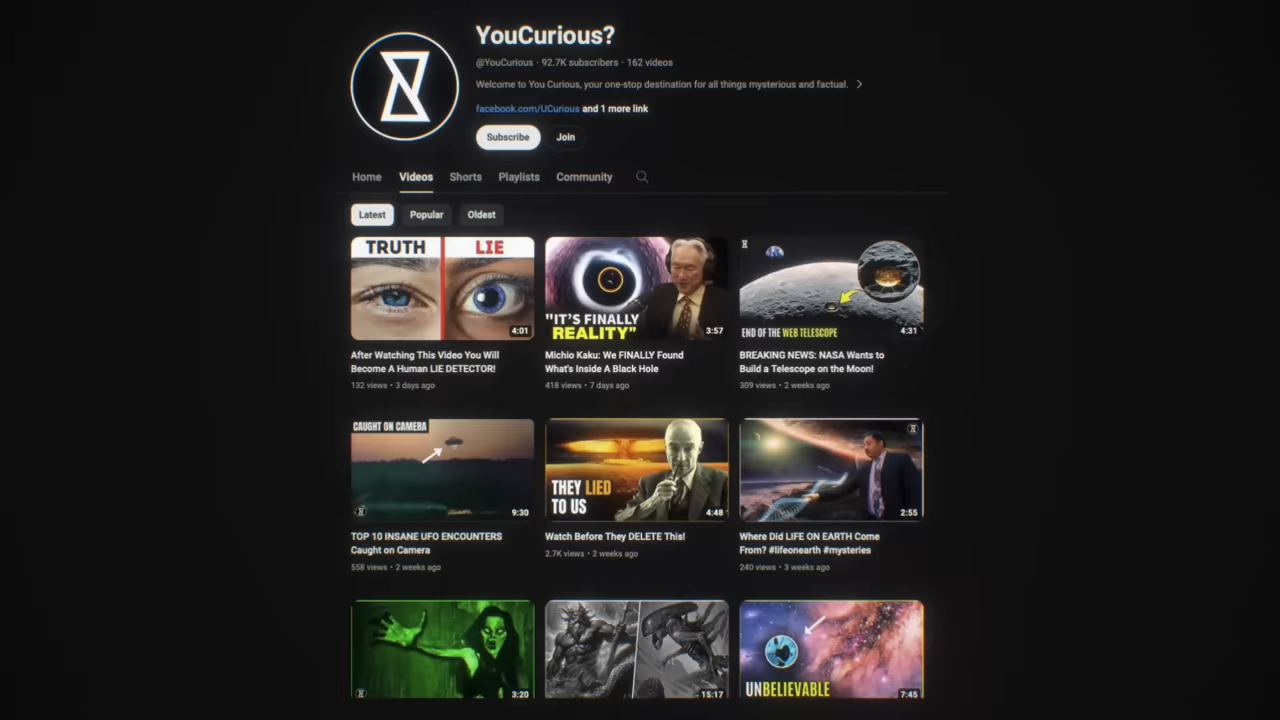 YouCurious?
@YouCurious · 92.7K subscribers · 162 videos
Welcome to You Curious, your one-stop destination for all things mysterious and factual.
facebook.com/UCurious and 1 more link
Subscribe Join
Home Videos Shorts Playlists Community
Latest Popular Oldest
TRUTH LIE
4:01
"IT'S FINALLY
REALITY"
3:57
END OF THE WEB TELESCOPE
4:31
After Watching This Video You Will
Become A Human LIE DETECTOR!
132 views • 3 days ago
Michio Kaku: We FINALLY Found
What's Inside A Black Hole
418 views • 7 days ago
BREAKING NEWS: NASA Wants to
Build a Telescope on the Moon!
309 views • 2 weeks ago
CAUGHT ON CAMERA
9:30
THEY LIED
TO US
4:48
2:55
TOP 10 INSANE UFO ENCOUNTERS
Caught on Camera
558 views • 2 weeks ago
Watch Before They DELETE This!
2.7K views • 2 weeks ago
Where Did LIFE ON EARTH Come
From? #lifeonearth #mysteries
240 views • 3 weeks ago
3:20
15:17
UNBELIEVABLE
7:45